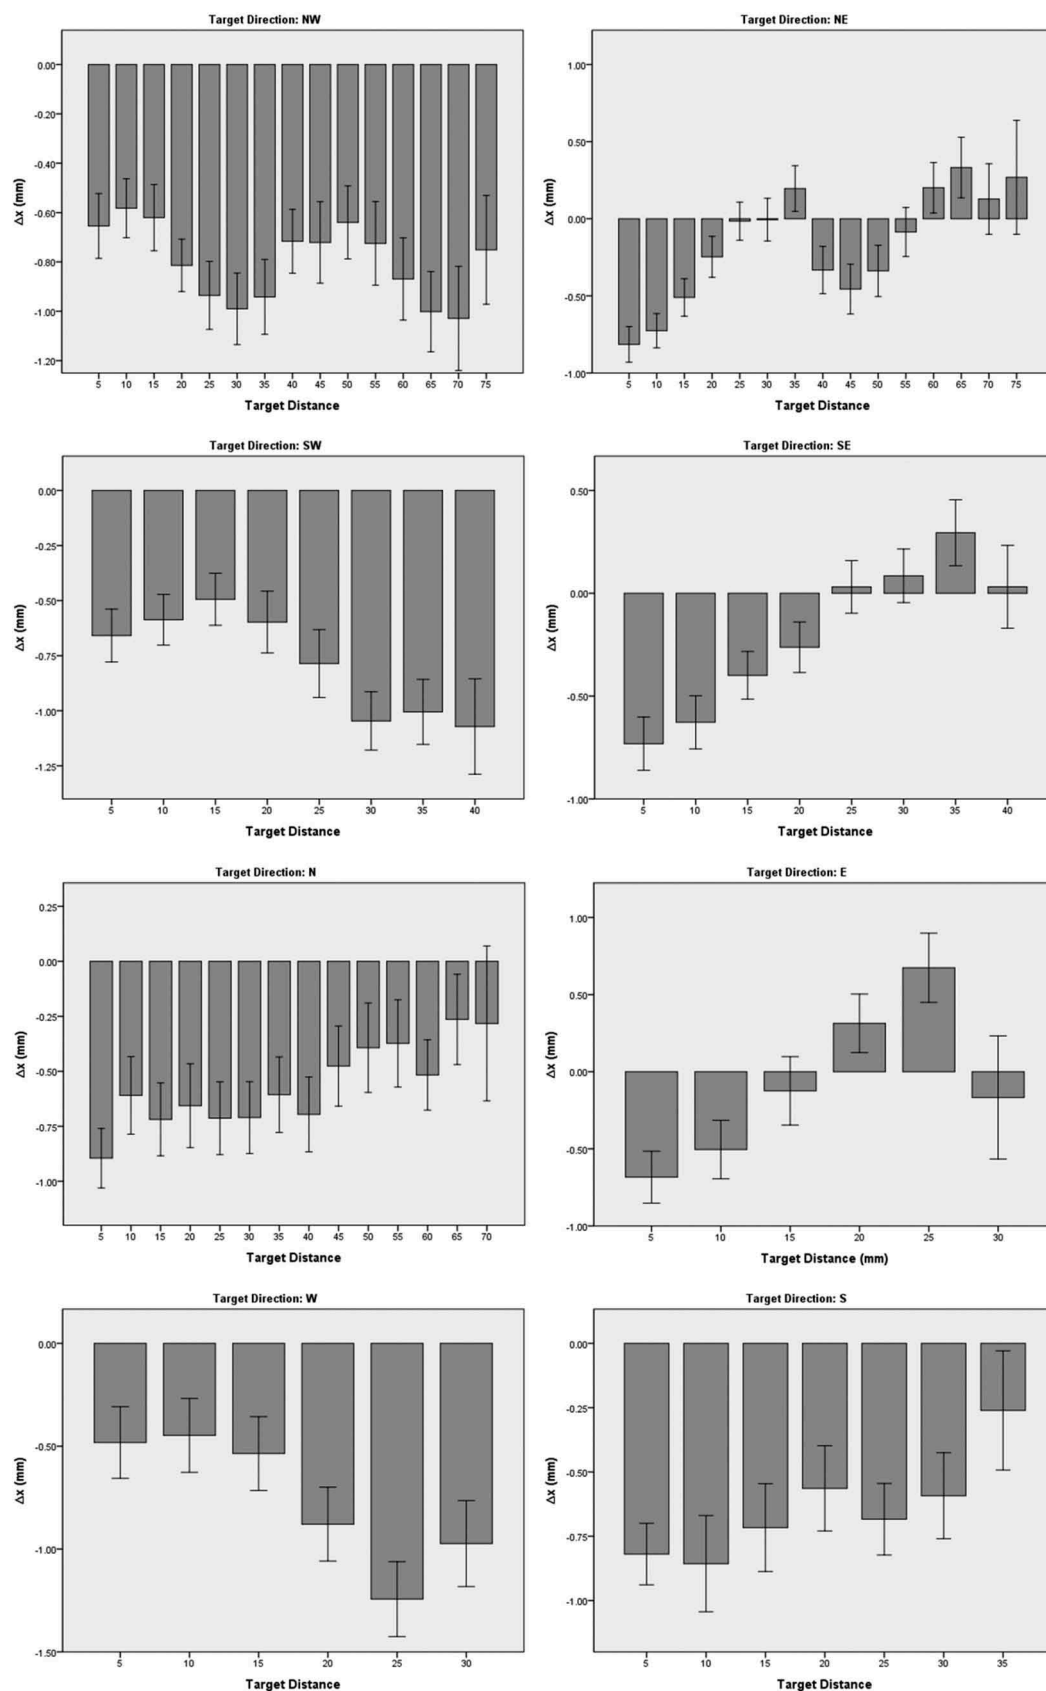 Target Direction: NW
0.00
-0.20
-0.40
-0.60
-0.80
-1.00
-1.20
Δx (mm)
5 10 15 20 25 30 35 40 45 50 55 60 65 70 75
Target Distance
Target Direction: NE
1.00
0.50
0.00
-0.50
-1.00
Δx (mm)
5 10 15 20 25 30 35 40 45 50 55 60 65 70 75
Target Distance
Target Direction: SW
0.00
-0.25
-0.50
-0.75
-1.00
-1.25
Δx (mm)
5 10 15 20 25 30 35 40
Target Distance
Target Direction: SE
0.50
0.00
-0.50
-1.00
Δx (mm)
5 10 15 20 25 30 35 40
Target Distance
Target Direction: N
0.25
0.00
-0.25
-0.50
-0.75
-1.00
Δx (mm)
5 10 15 20 25 30 35 40 45 50 55 60 65 70
Target Distance
Target Direction: E
1.00
0.50
0.00
-0.50
-1.00
Δx (mm)
5 10 15 20 25 30
Target Distance (mm)
Target Direction: W
0.00
-0.50
-1.00
-1.50
Δx (mm)
5 10 15 20 25 30
Target Distance
Target Direction: S
0.00
-0.25
-0.50
-0.75
-1.00
Δx (mm)
5 10 15 20 25 30 35
Target Distance